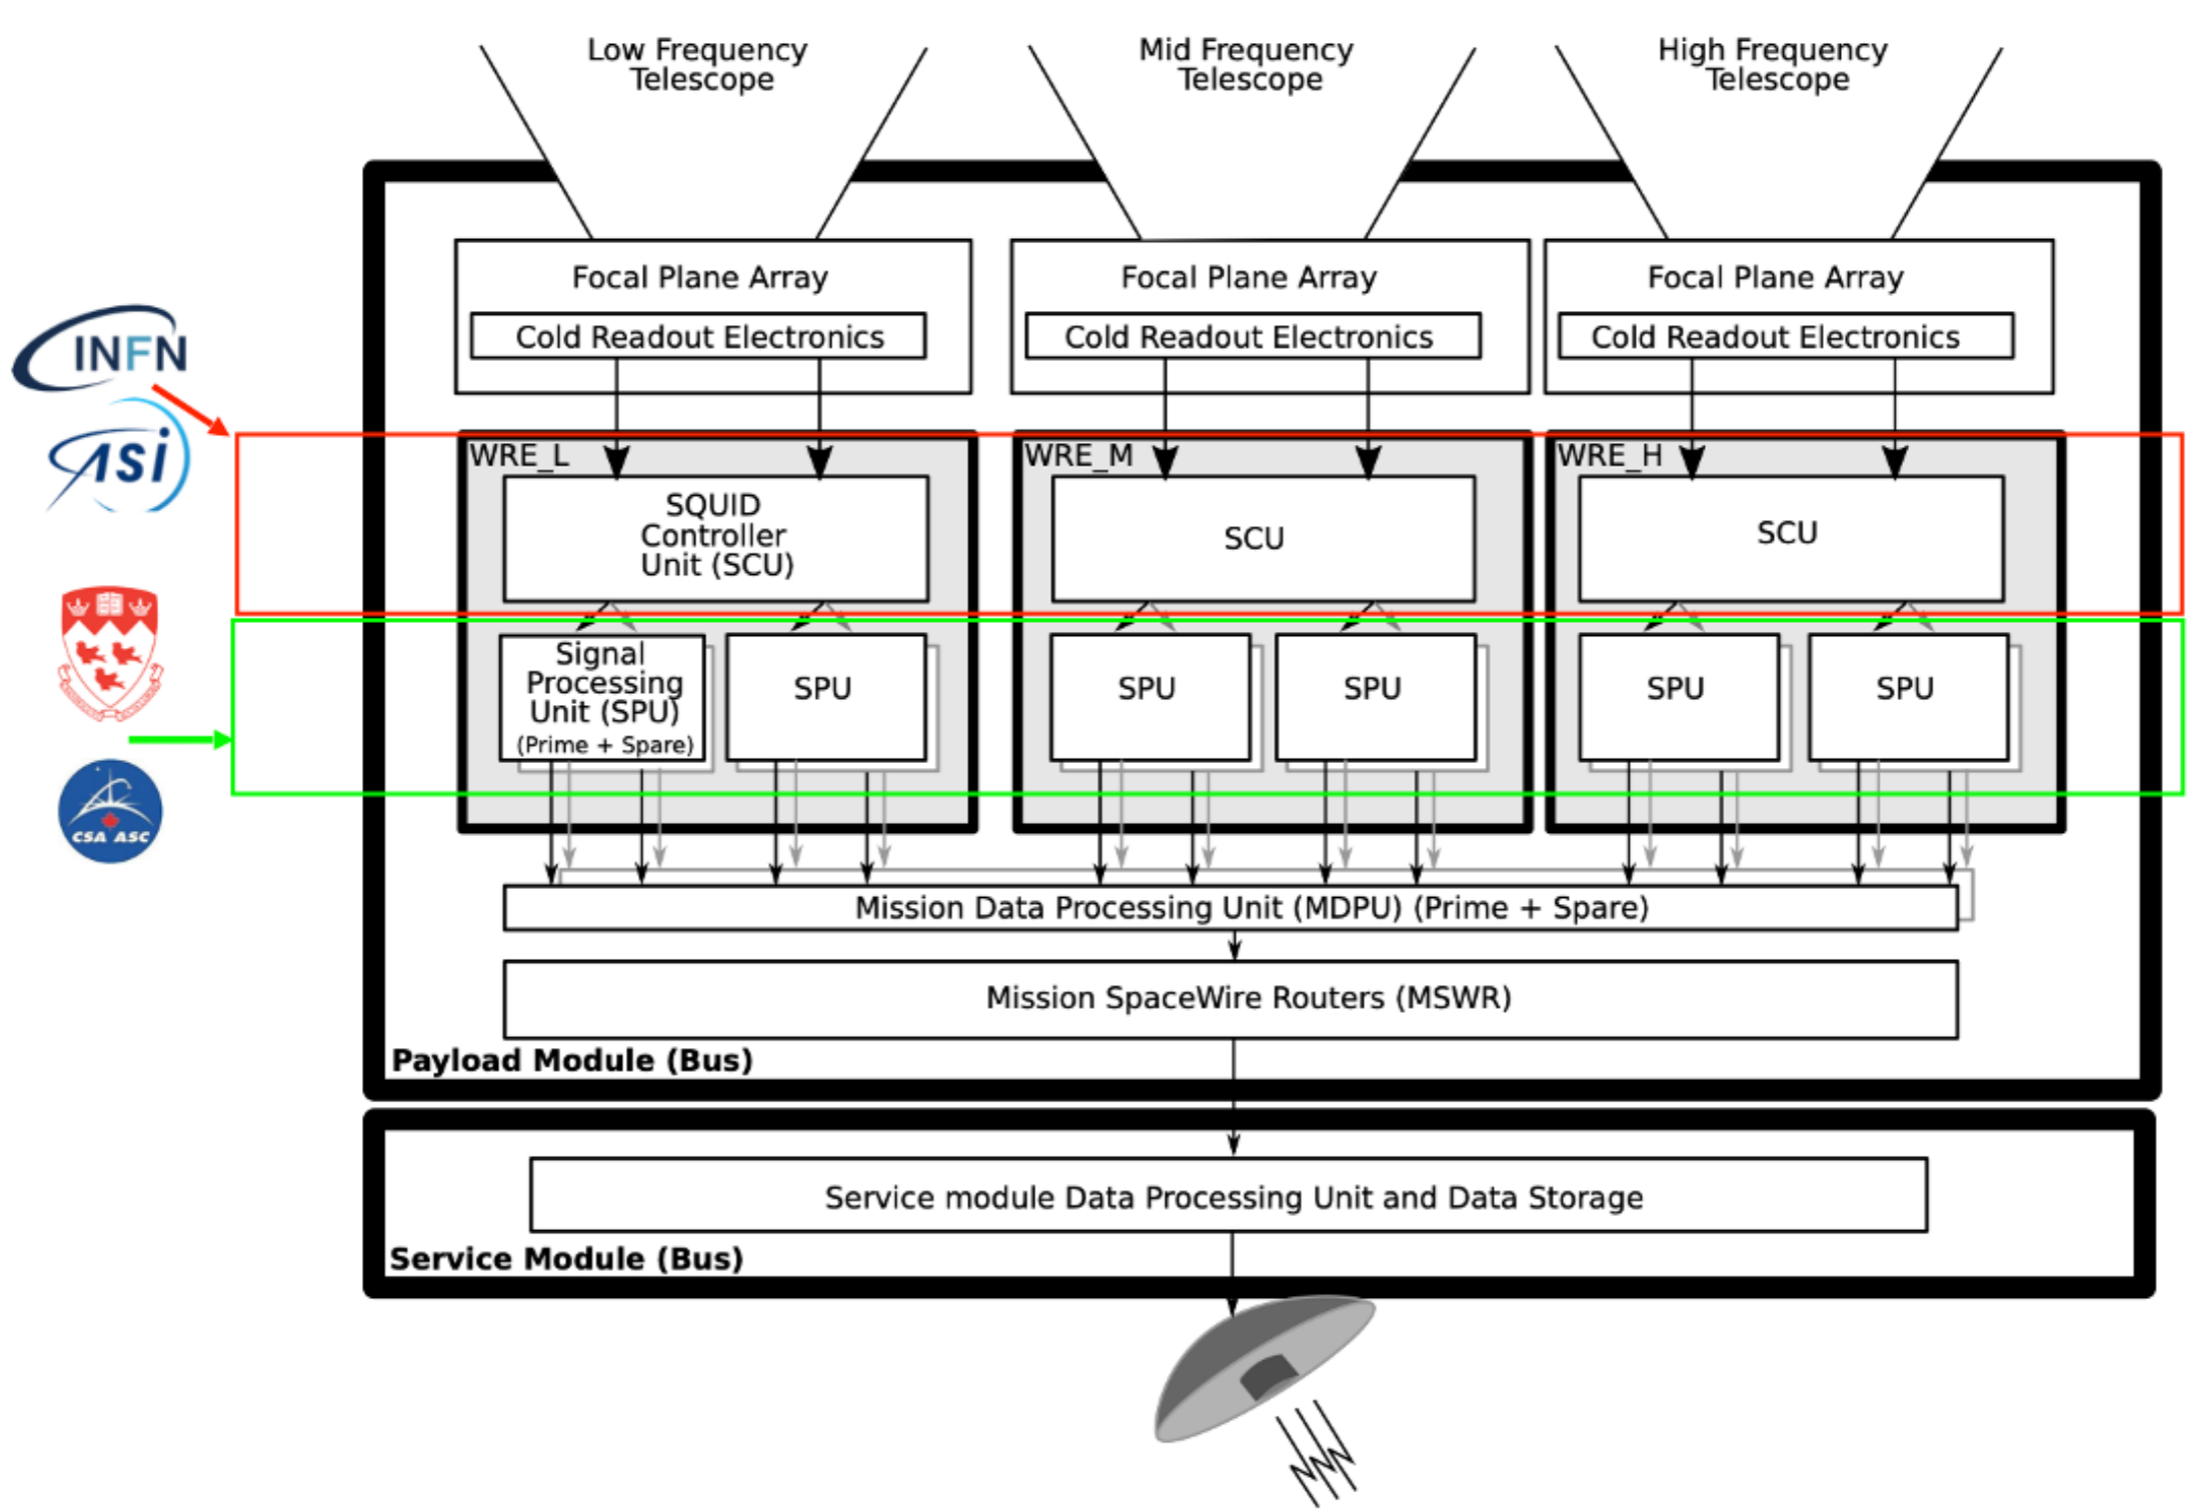 Low Frequency
Telescope
Mid Frequency
Telescope
High Frequency
Telescope
Focal Plane Array
Focal Plane Array
Focal Plane Array
Cold Readout Electronics
Cold Readout Electronics
Cold Readout Electronics
INFN
ASI
WRE_L
WRE_M
WRE_H
SQUID
Controller
Unit (SCU)
SCU
SCU
Signal
Processing
Unit (SPU)
(Prime + Spare)
SPU
SPU
SPU
SPU
SPU
CSA ASC
Mission Data Processing Unit (MDPU) (Prime + Spare)
Mission SpaceWire Routers (MSWR)
Payload Module (Bus)
Service module Data Processing Unit and Data Storage
Service Module (Bus)